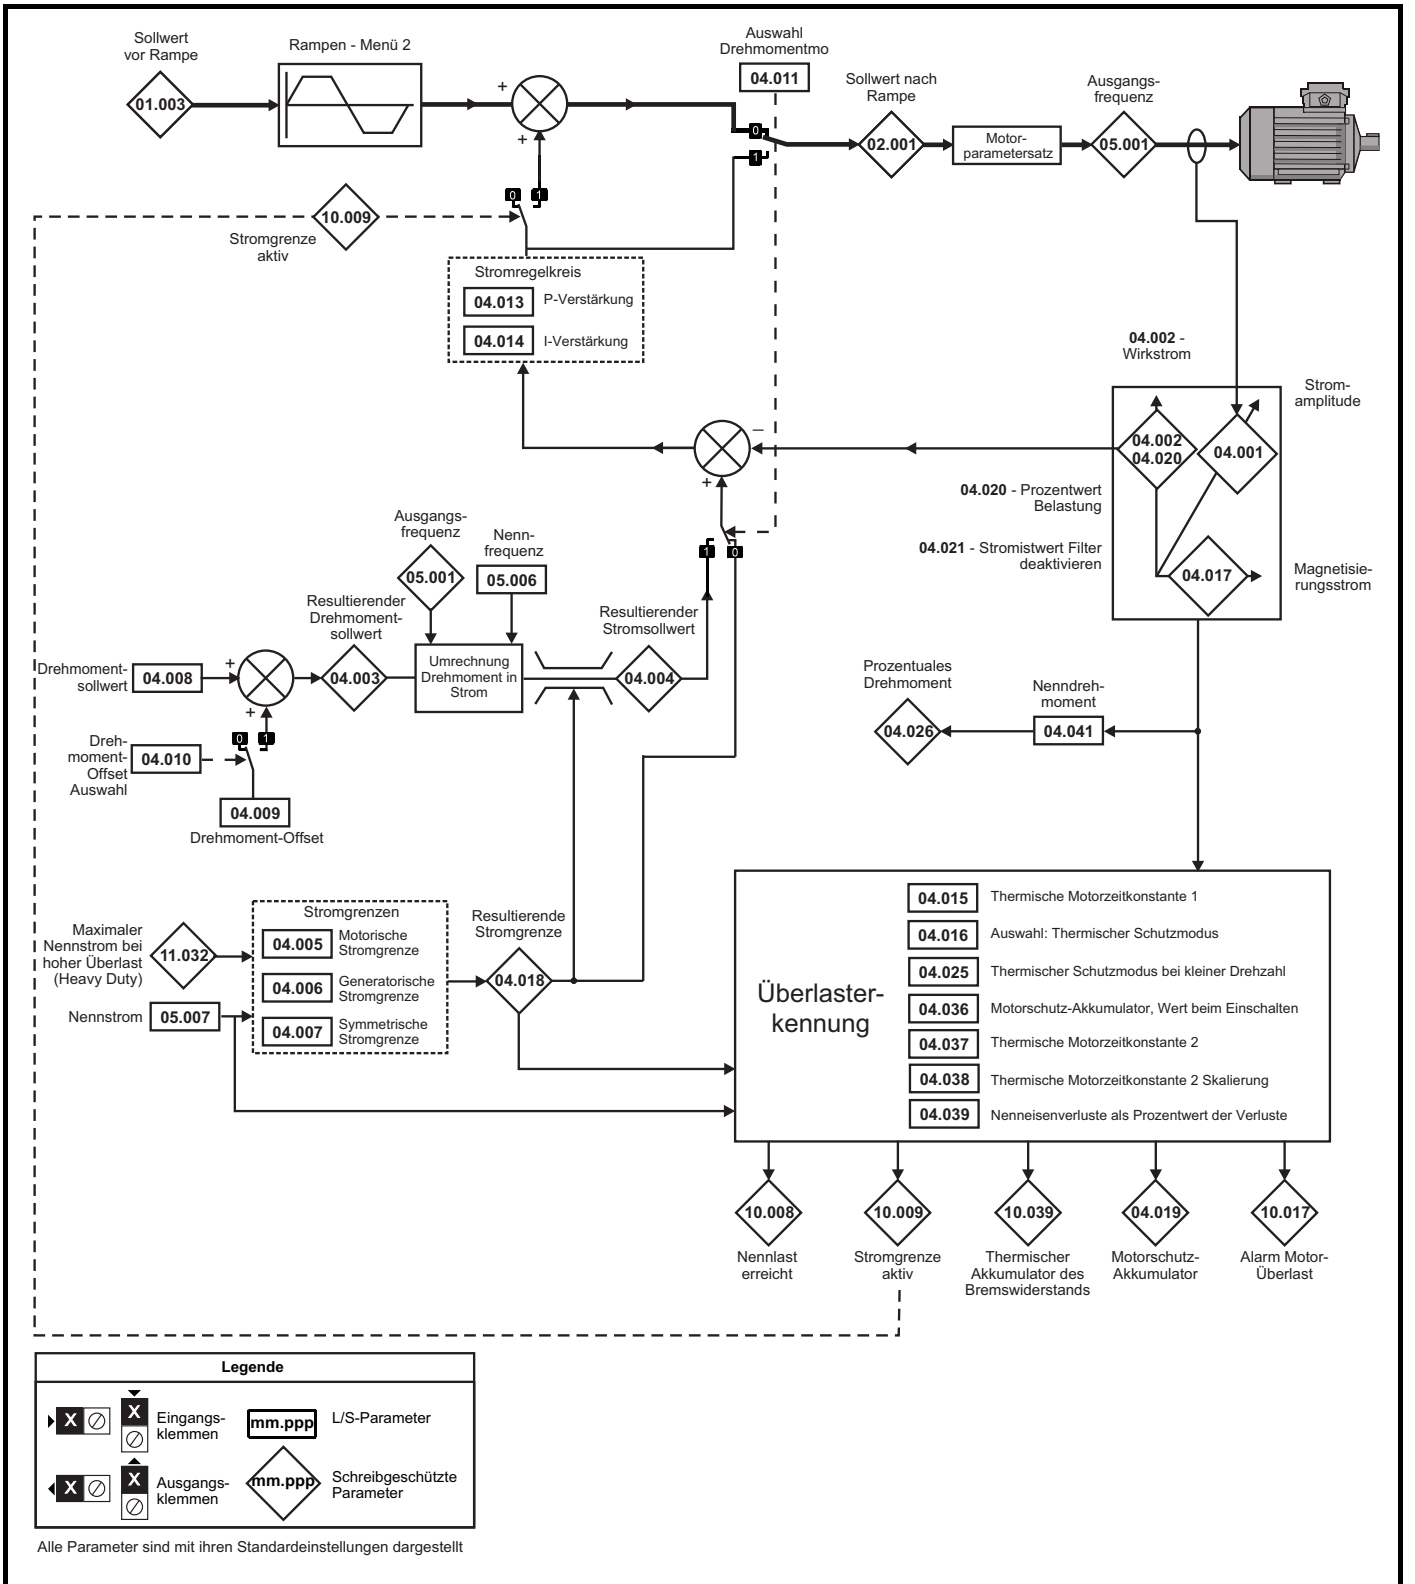 Sollwert
vor Rampe
01.003
Rampen - Menü 2
+
+
Auswahl
Drehmomentmo
04.011
0
1
Sollwert nach
Rampe
02.001
Motor-
parametersatz
Ausgangs-
frequenz
05.001
10.009
Stromgrenze
aktiv
0
1
Stromregelkreis
04.013
P-Verstärkung
04.014
I-Verstärkung
04.002 -
Wirkstrom
Strom-
amplitude
04.002
04.020
04.001
04.017
Magnetisie-
rungsstrom
04.020 - Prozentwert
Belastung
04.021 - Stromistwert Filter
deaktivieren
–
+
1
0
Ausgangs-
frequenz
05.001
Nenn-
frequenz
05.006
Resultierender
Drehmoment-
sollwert
04.003
Umrechnung
Drehmoment in
Strom
Resultierender
Stromsollwert
04.004
Drehmoment-
sollwert
04.008
+
+
0
1
Dreh-
moment-
Offset
Auswahl
04.010
04.009
Drehmoment-Offset
Prozentuales
Drehmoment
04.026
Nenndreh-
moment
04.041
Maximaler
Nennstrom bei
hoher Überlast
(Heavy Duty)
11.032
Nennstrom
05.007
Stromgrenzen
04.005
Motorische
Stromgrenze
04.006
Generatorische
Stromgrenze
04.007
Symmetrische
Stromgrenze
Resultierende
Stromgrenze
04.018
Überlaster-
kennung
04.015
Thermische Motorzeitkonstante 1
04.016
Auswahl: Thermischer Schutzmodus
04.025
Thermischer Schutzmodus bei kleiner Drehzahl
04.036
Motorschutz-Akkumulator, Wert beim Einschalten
04.037
Thermische Motorzeitkonstante 2
04.038
Thermische Motorzeitkonstante 2 Skalierung
04.039
Nenneisenverluste als Prozentwert der Verluste
10.008
Nennlast
erreicht
10.009
Stromgrenze
aktiv
10.039
Thermischer
Akkumulator des
Bremswiderstands
04.019
Motorschutz-
Akkumulator
10.017
Alarm Motor-
Überlast
Legende
X
X
Eingangs-
klemmen
mm.ppp
L/S-Parameter
X
X
Ausgangs-
klemmen
mm.ppp
Schreibgeschützte
Parameter
Alle Parameter sind mit ihren Standardeinstellungen dargestellt